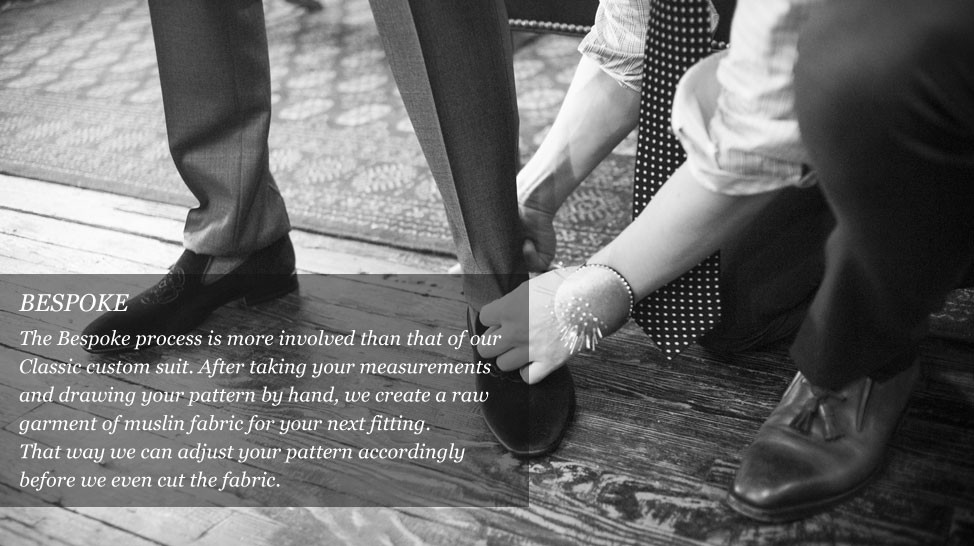 BESPOKE
The Bespoke process is more involved than that of our
Classic custom suit. After taking your measurements
and drawing your pattern by hand, we create a raw
garment of muslin fabric for your next fitting.
That way we can adjust your pattern accordingly
before we even cut the fabric.